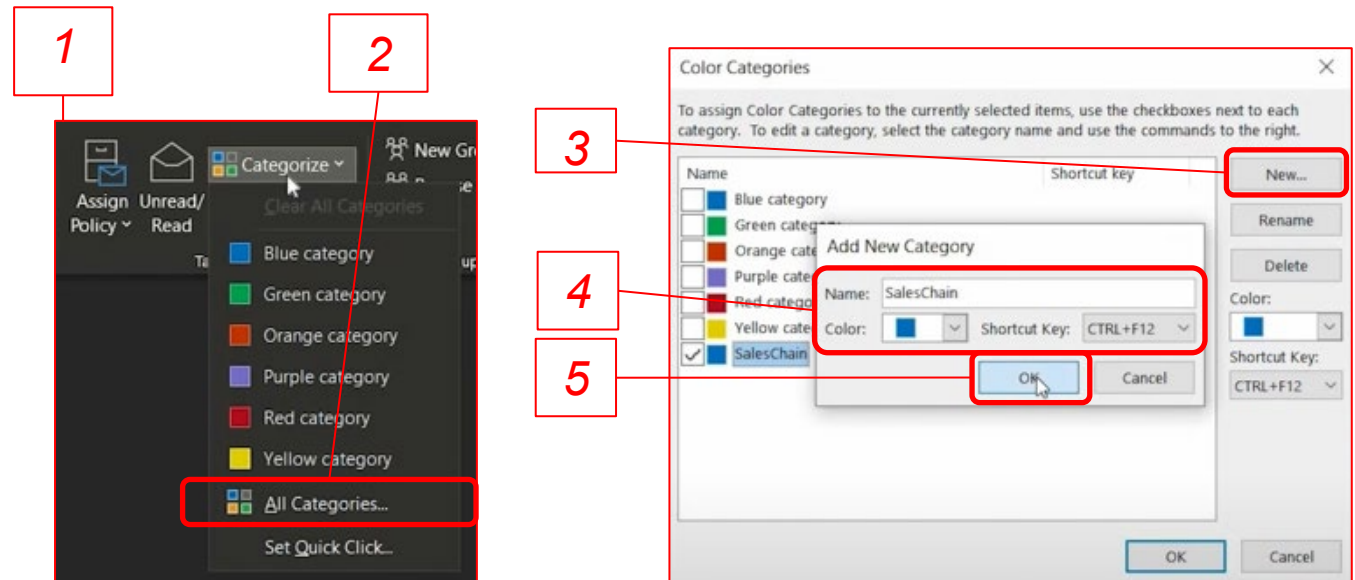 1
2
Assign
Policy
Unread/
Read
Categorize
New Gr
Clear All Categories
Blue category
Green category
Orange category
Purple category
Red category
Yellow category
All Categories...
Set Quick Click...
3
4
5
Color Categories
To assign Color Categories to the currently selected items, use the checkboxes next to each
category. To edit a category, select the category name and use the commands to the right.
Name Shortcut key
Blue category
Green category
Orange cate
Purple cate
Red catego
Yellow cate
SalesChain
New...
Rename
Delete
Color:
Shortcut Key:
CTRL+F12
Add New Category
Name: SalesChain
Color: Shortcut Key: CTRL+F12
OK Cancel
OK Cancel